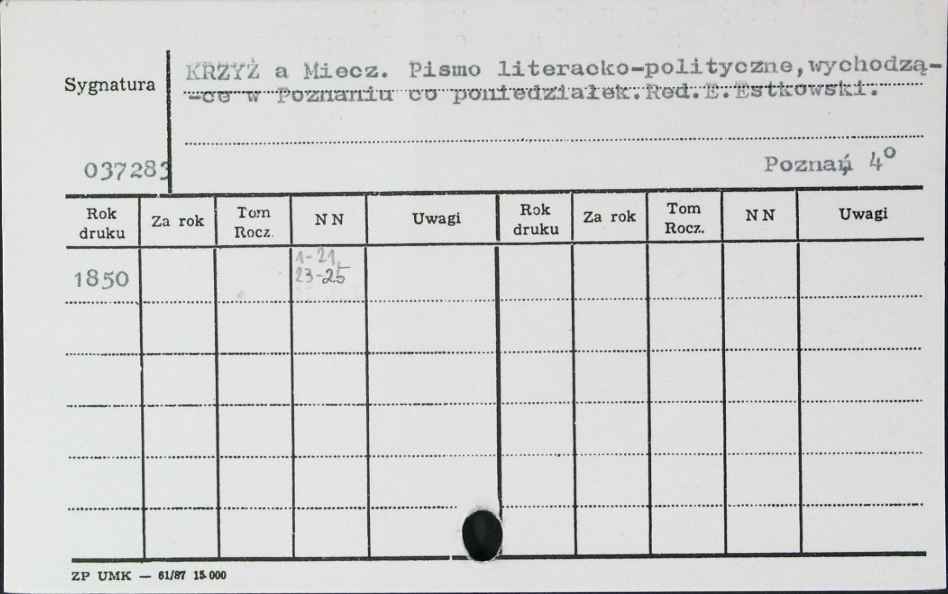 KRZYŻ a Miecz. Pismo literacko-polityczne, wychodzą-
Sygnatura
-ce w Poznaniu co poniedziałek. Red. E. Estkowski.
037283
Poznań, 4°
Rok druku Za rok Tom Rocz. N N Uwagi Rok druku Za rok Tom Rocz. N N Uwagi
1-21,
1850
23-25
ZP UMK — 61/87 15.000